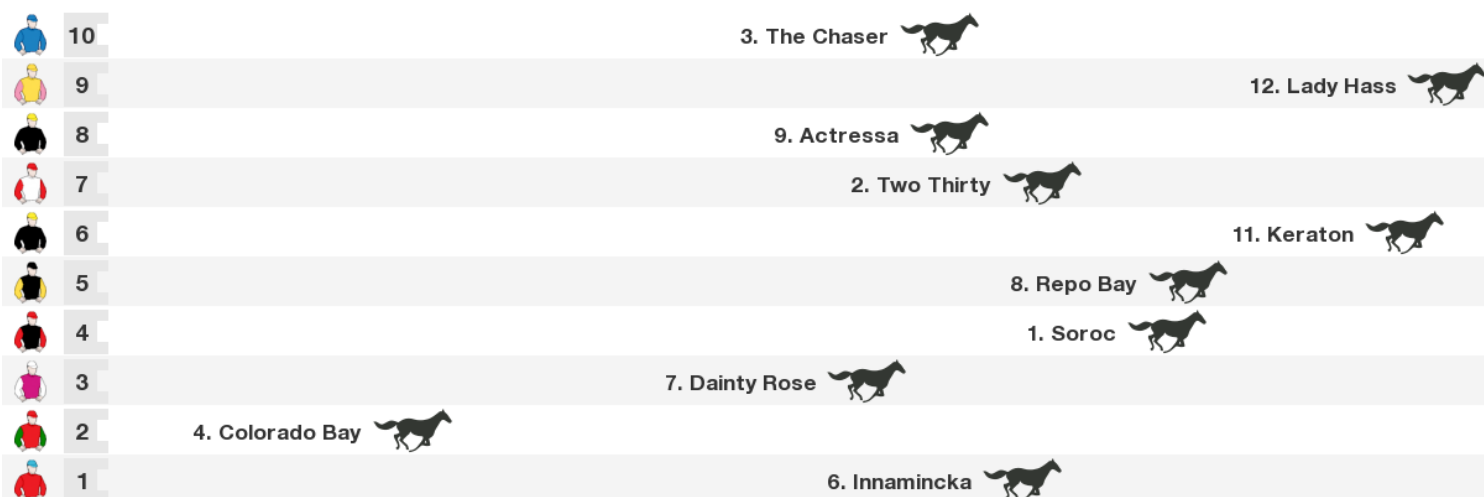 10 3. The Chaser
9 12. Lady Hass
8 9. Actressa
7 2. Two Thirty
6 11. Keraton
5 8. Repo Bay
4 1. Soroc
3 7. Dainty Rose
2 4. Colorado Bay
1 6. Innamincka